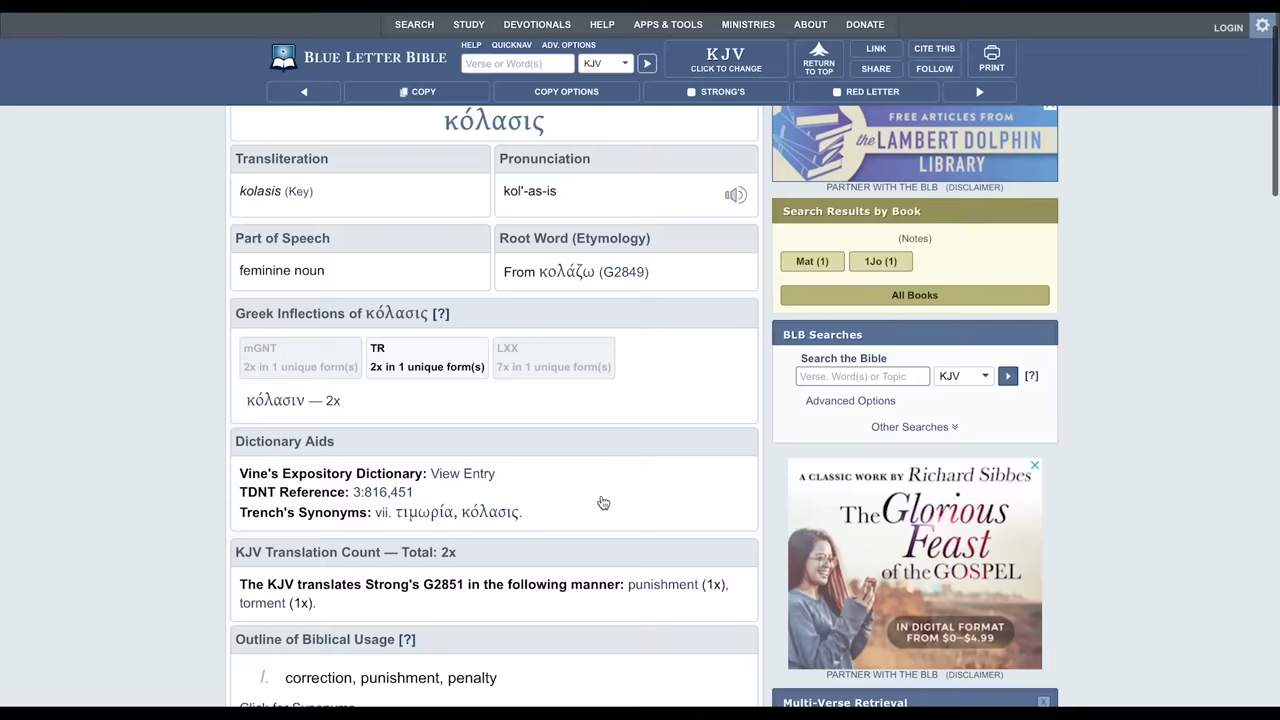 SEARCH STUDY DEVOTIONALS HELP APPS & TOOLS MINISTRIES ABOUT DONATE
LOGIN
BLUE LETTER BIBLE
HELP QUICKNAV ADV. OPTIONS
Verse or Word(s)
KJV
KJV
CLICK TO CHANGE
RETURN
TO TOP
LINK
CITE THIS
SHARE
FOLLOW
PRINT
COPY
COPY OPTIONS
STRONG'S
RED LETTER
κόλασις
Transliteration
kolasis (Key)
Pronunciation
kol'-as-is
Part of Speech
feminine noun
Root Word (Etymology)
From κολάζω (G2849)
Greek Inflections of κόλασις [?]
mGNT
2x in 1 unique form(s)
TR
2x in 1 unique form(s)
LXX
7x in 1 unique form(s)
κόλασιν — 2x
Dictionary Aids
Vine's Expository Dictionary: View Entry
TDNT Reference: 3:816,451
Trench's Synonyms: vii. τιμωρία, κόλασις.
KJV Translation Count — Total: 2x
The KJV translates Strong's G2851 in the following manner: punishment (1x),
torment (1x).
Outline of Biblical Usage [?]
I. correction, punishment, penalty
Click for Synonyms
FREE ARTICLES FROM
the LAMBERT DOLPHIN
LIBRARY
PARTNER WITH THE BLB (DISCLAIMER)
Search Results by Book
(Notes)
Mat (1)
1Jo (1)
All Books
BLB Searches
Search the Bible
Verse, Word(s) or Topic
KJV
[?]
Advanced Options
Other Searches
A CLASSIC WORK BY Richard Sibbes
The Glorious
Feast
of the GOSPEL
IN DIGITAL FORMAT
FROM $0–$4.99
PARTNER WITH THE BLB (DISCLAIMER)
Multi-Verse Retrieval
x